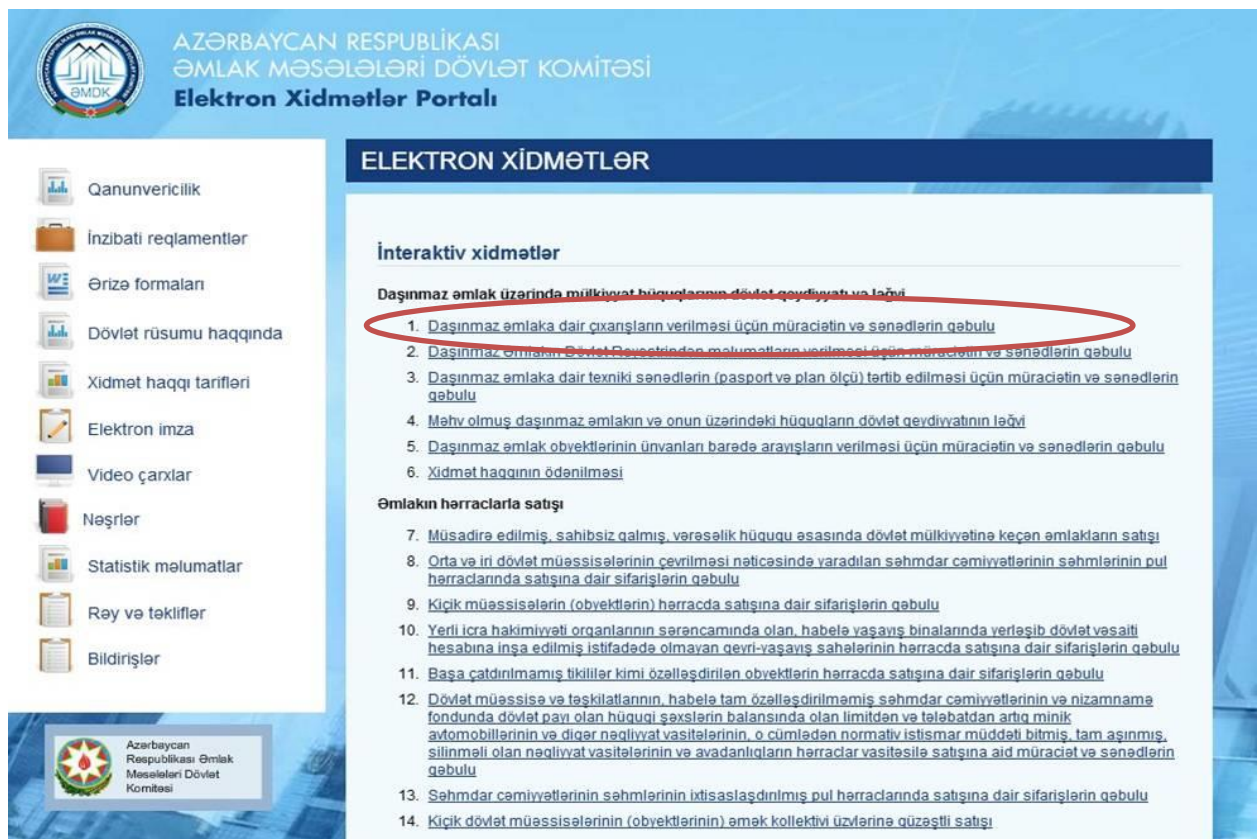 AZƏRBAYCAN RESPUBLİKASI
ƏMLAK MƏSƏLƏLƏRİ DÖVLƏT KOMİTƏSİ
Elektron Xidmətlər Portalı
ƏMDK
Qanunvericilik
İnzibati reqlamentlər
Ərizə formaları
Dövlət rüsumu haqqında
Xidmət haqqı tarifləri
Elektron imza
Video çarxlar
Nəşrlər
Statistik məlumatlar
Rəy və təkliflər
Bildirişlər
Azərbaycan
Respublikası Əmlak
Məsələləri Dövlət
Komitəsi
ELEKTRON XİDMƏTLƏR
İnteraktiv xidmətlər
Daşınmaz əmlak üzərində mülkiyyət hüquqlarının dövlət qeydiyyatı və ləğvi
1. Daşınmaz əmlaka dair çıxarışların verilməsi üçün müraciətin və sənədlərin qəbulu
2. Daşınmaz Əmlakın Dövlət Reyestrindən məlumatların verilməsi üçün müraciətin və sənədlərin qəbulu
3. Daşınmaz əmlaka dair texniki sənədlərin (pasport və plan ölçü) tərtib edilməsi üçün müraciətin və sənədlərin
qəbulu
4. Məhv olmuş daşınmaz əmlakın və onun üzərindəki hüquqların dövlət qeydiyyatının ləğvi
5. Daşınmaz əmlak obyektlərinin ünvanları barədə arayışların verilməsi üçün müraciətin və sənədlərin qəbulu
6. Xidmət haqqının ödənilməsi
Əmlakın hərraclarla satışı
7. Müsadirə edilmiş, sahibsiz qalmış, vərəsəlik hüququ əsasında dövlət mülkiyyətinə keçən əmlakların satışı
8. Orta və iri dövlət müəssisələrinin çevrilməsi nəticəsində yaradılan səhmdar cəmiyyətlərinin səhmlərinin pul
hərraclarında satışına dair sifarişlərin qəbulu
9. Kiçik müəssisələrin (obyektlərin) hərracda satışına dair sifarişlərin qəbulu
10. Yerli icra hakimiyyəti orqanlarının sərəncamında olan, habelə yaşayış binalarında yerləşib dövlət vəsaiti
hesabına inşa edilmiş istifadədə olmayan qeyri-yaşayış sahələrinin hərracda satışına dair sifarişlərin qəbulu
11. Başa çatdırılmamış tikililər kimi özəlləşdirilən obyektlərin hərracda satışına dair sifarişlərin qəbulu
12. Dövlət müəssisə və təşkilatlarının, habelə tam özəlləşdirilməmiş səhmdar cəmiyyətlərinin və nizamnamə
fondunda dövlət payı olan hüquqi şəxslərin balansında olan limitdən və tələbatdan artıq minik
avtomobillərinin və digər nəqliyyat vasitələrinin, o cümlədən normativ istismar müddəti bitmiş, tam aşınmış,
silinməli olan nəqliyyat vasitələrinin və avadanlıqların hərraclar vasitəsilə satışına aid müraciət və sənədlərin
qəbulu
13. Səhmdar cəmiyyətlərinin səhmlərinin ixtisaslaşdırılmış pul hərraclarında satışına dair sifarişlərin qəbulu
14. Kiçik dövlət müəssisələrinin (obyektlərinin) əmək kollektivi üzvlərinə güzəştli satışı